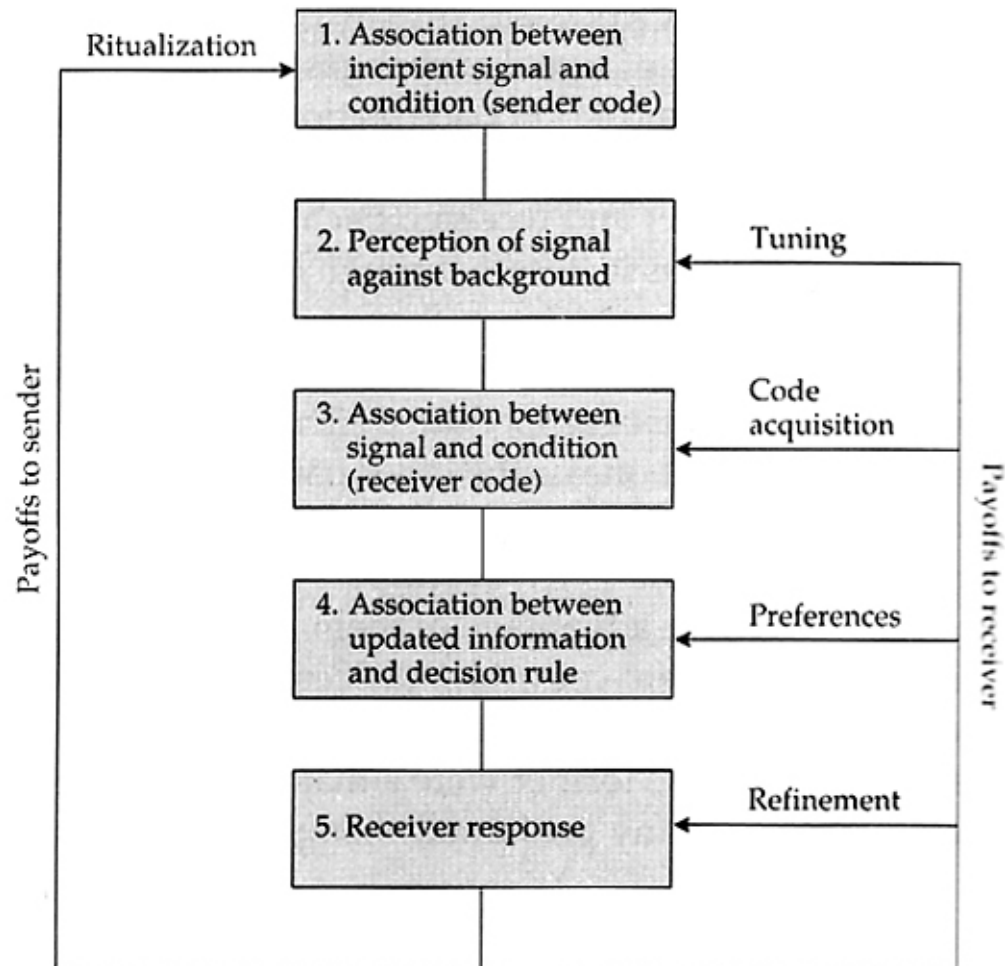 Ritualization
1. Association between
incipient signal and
condition (sender code)
2. Perception of signal
against background
Tuning
3. Association between
signal and condition
(receiver code)
Code
acquisition
Payoffs to sender
Payoffs to receiver
4. Association between
updated information
and decision rule
Preferences
5. Receiver response
Refinement